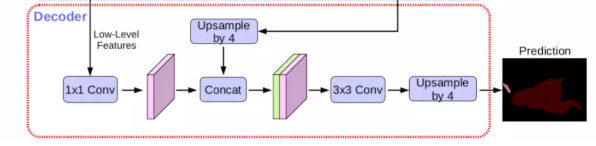 Decoder
Low-Level
Features
Upsample
by 4
1x1 Conv
Concat
3x3 Conv
Upsample
by 4
Prediction